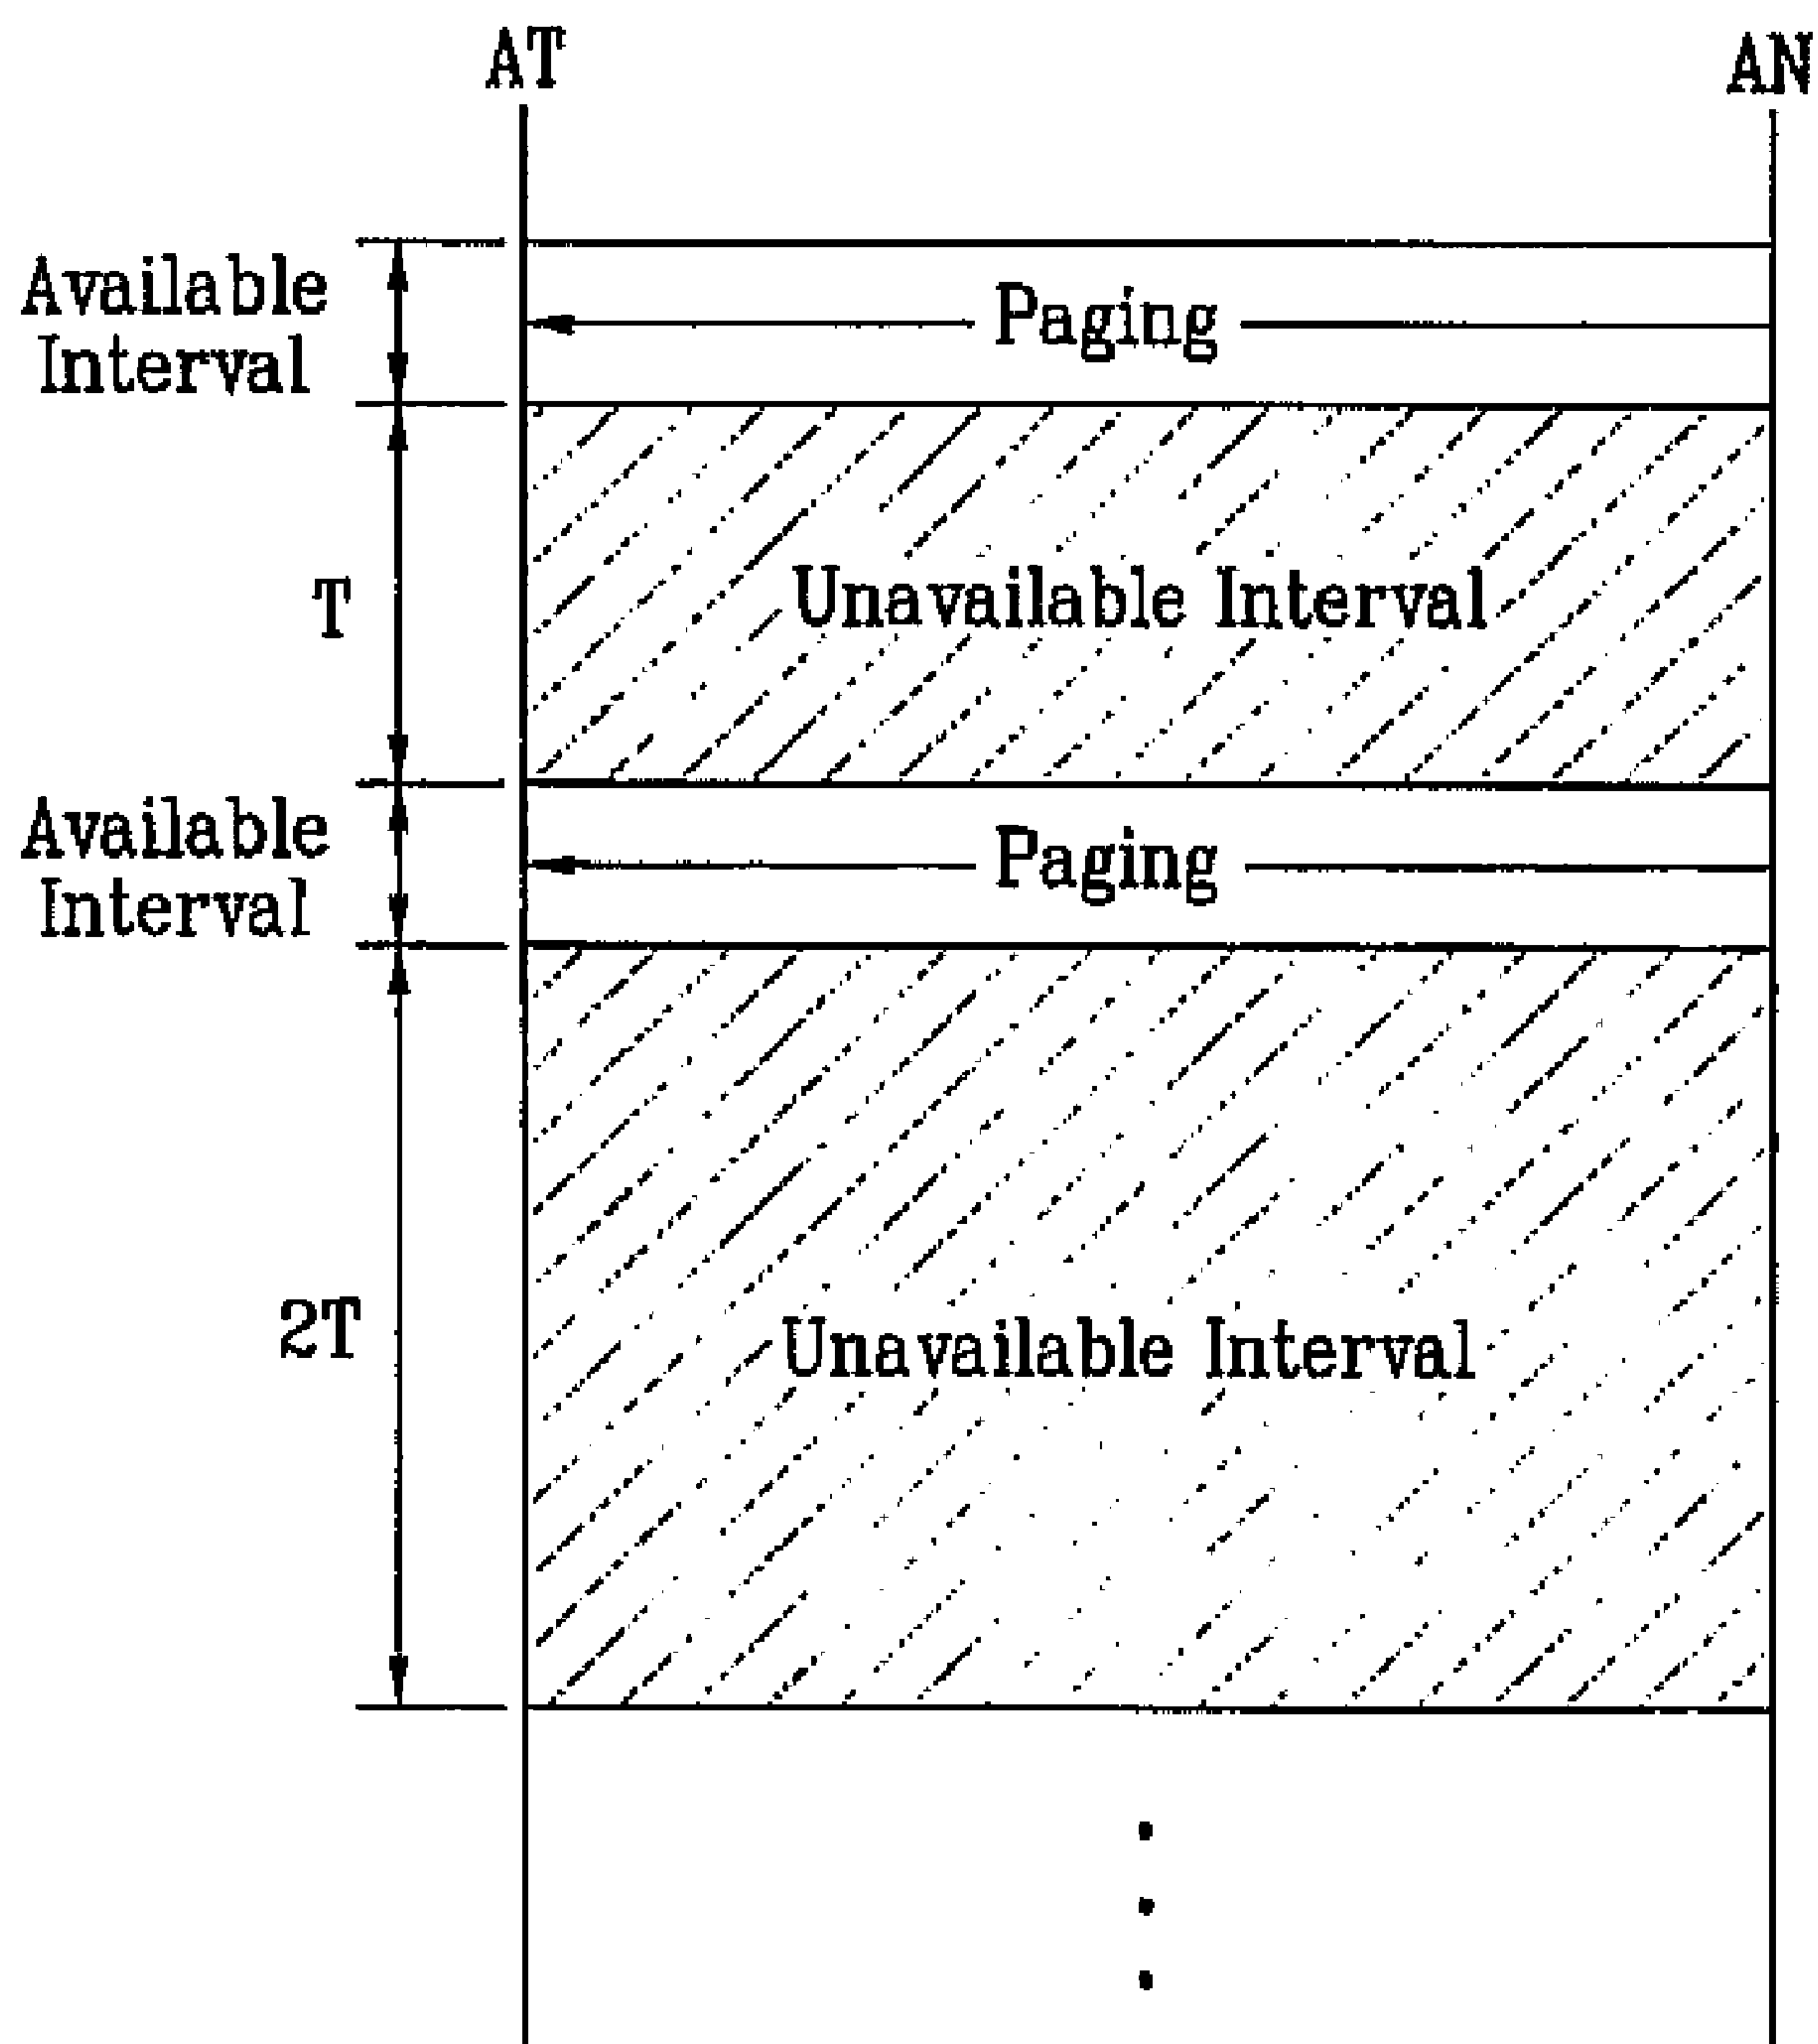 AT
AN
Available
Interval
Paging
T
Unavailable Interval
Available
Interval
Paging
2T
Unavailable Interval